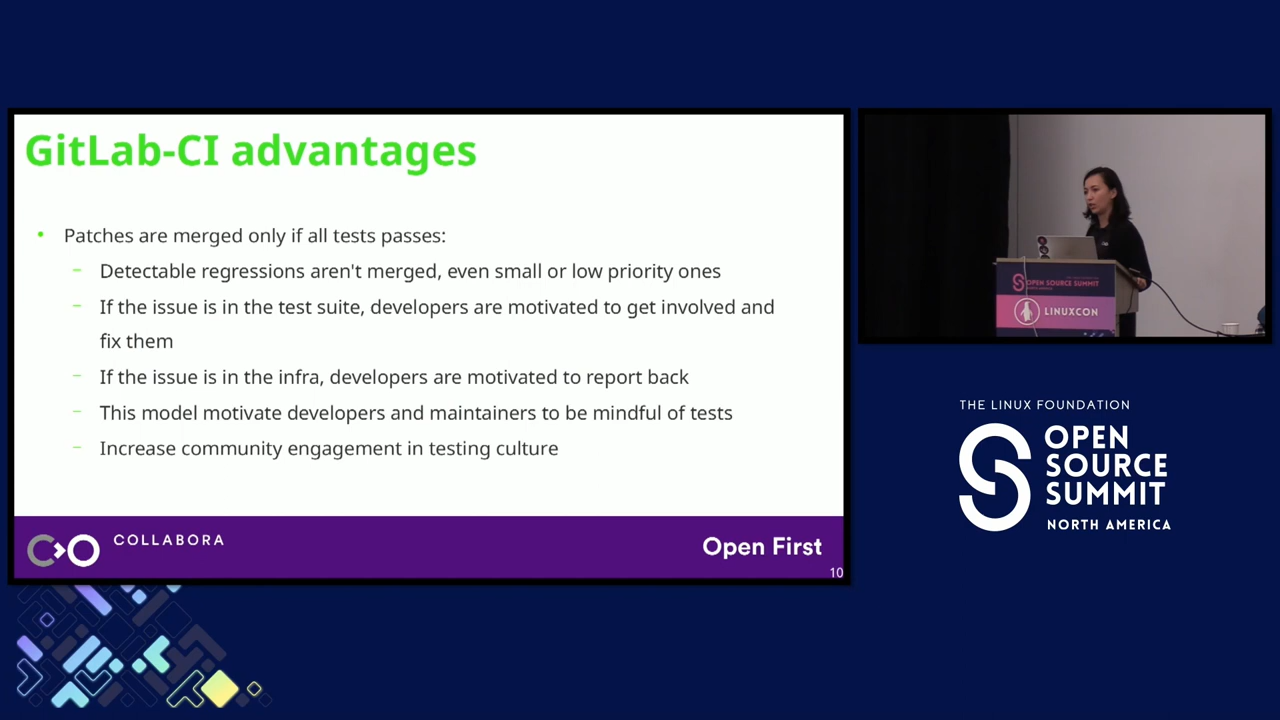 GitLab-CI advantages
• Patches are merged only if all tests passes:
– Detectable regressions aren't merged, even small or low priority ones
– If the issue is in the test suite, developers are motivated to get involved and
fix them
– If the issue is in the infra, developers are motivated to report back
– This model motivate developers and maintainers to be mindful of tests
– Increase community engagement in testing culture
COLLABORA
Open First
10
OPEN SOURCE SUMMIT
LINUXCON
THE LINUX FOUNDATION
OPEN
SOURCE
SUMMIT
NORTH AMERICA